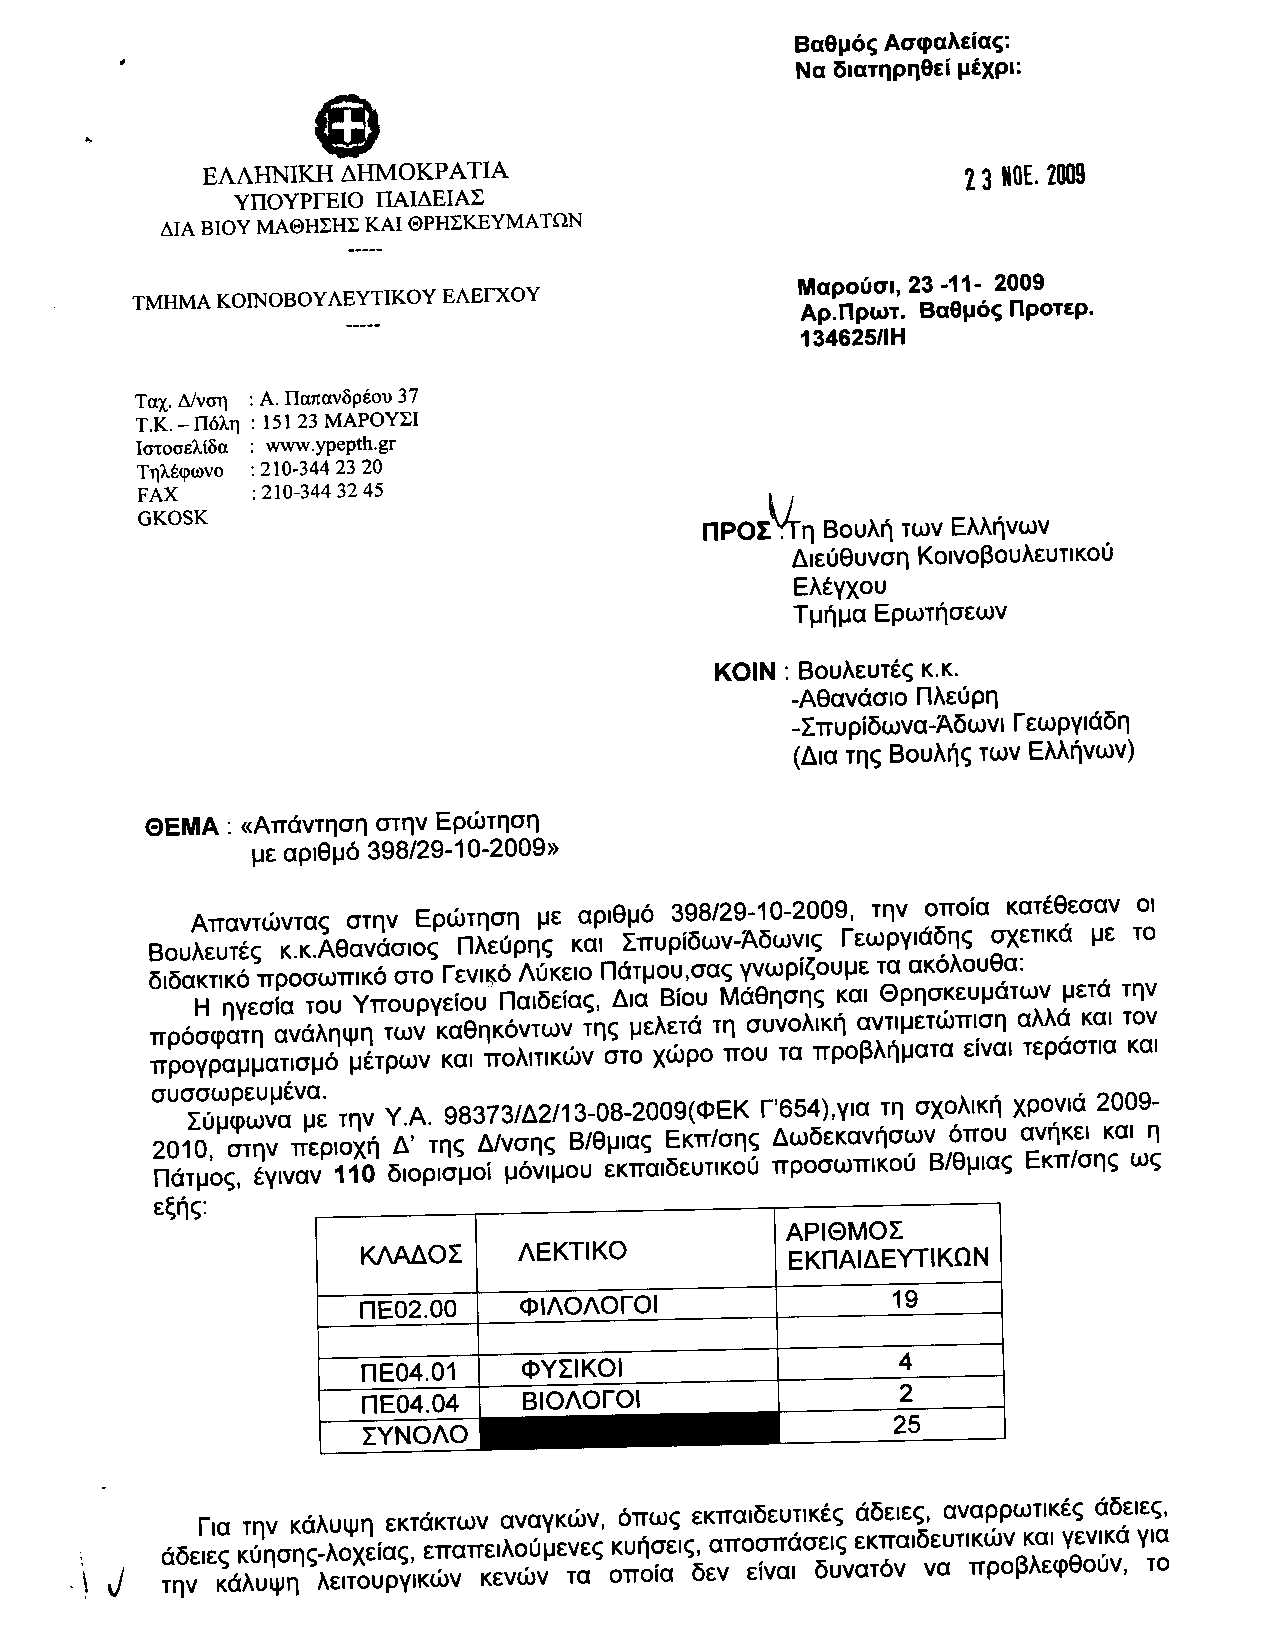 Βαθμός Ασφαλείας:
Να διατηρηθεί μέχρι:
ΕΛΛΗΝΙΚΗ ΔΗΜΟΚΡΑΤΙΑ
ΥΠΟΥΡΓΕΙΟ ΠΑΙΔΕΙΑΣ
ΔΙΑ ΒΙΟΥ ΜΑΘΗΣΗΣ ΚΑΙ ΘΡΗΣΚΕΥΜΑΤΩΝ
-----
23 ΝΟΕ. 2009
ΤΜΗΜΑ ΚΟΙΝΟΒΟΥΛΕΥΤΙΚΟΥ ΕΛΕΓΧΟΥ
-----
Μαρούσι, 23 -11- 2009
Αρ.Πρωτ. Βαθμός Προτερ.
134625/ΙΗ
Ταχ. Δ/νση : Α. Παπανδρέου 37
Τ.Κ. – Πόλη : 151 23 ΜΑΡΟΥΣΙ
Ιστοσελίδα : www.ypepth.gr
Τηλέφωνο : 210-344 23 20
FAX : 210-344 32 45
GKOSK
ΠΡΟΣ :Τη Βουλή των Ελλήνων
Διεύθυνση Κοινοβουλευτικού
Ελέγχου
Τμήμα Ερωτήσεων
ΚΟΙΝ : Βουλευτές κ.κ.
-Αθανάσιο Πλεύρη
-Σπυρίδωνα-Άδωνι Γεωργιάδη
(Δια της Βουλής των Ελλήνων)
ΘΕΜΑ : «Απάντηση στην Ερώτηση
με αριθμό 398/29-10-2009»
Απαντώντας στην Ερώτηση με αριθμό 398/29-10-2009, την οποία κατέθεσαν οι
Βουλευτές κ.κ.Αθανάσιος Πλεύρης και Σπυρίδων-Άδωνις Γεωργιάδης σχετικά με το
διδακτικό προσωπικό στο Γενικό Λύκειο Πάτμου,σας γνωρίζουμε τα ακόλουθα:
Η ηγεσία του Υπουργείου Παιδείας, Δια Βίου Μάθησης και Θρησκευμάτων μετά την
πρόσφατη ανάληψη των καθηκόντων της μελετά τη συνολική αντιμετώπιση αλλά και τον
προγραμματισμό μέτρων και πολιτικών στο χώρο που τα προβλήματα είναι τεράστια και
συσσωρευμένα.
Σύμφωνα με την Υ.Α. 98373/Δ2/13-08-2009(ΦΕΚ Γ'654),για τη σχολική χρονιά 2009-
2010, στην περιοχή Δ' της Δ/νσης Β/θμιας Εκπ/σης Δωδεκανήσων όπου ανήκει και η
Πάτμος, έγιναν 110 διορισμοί μόνιμου εκπαιδευτικού προσωπικού Β/θμιας Εκπ/σης ως
εξής:
ΚΛΑΔΟΣ ΛΕΚΤΙΚΟ ΑΡΙΘΜΟΣ
ΕΚΠΑΙΔΕΥΤΙΚΩΝ
ΠΕ02.00 ΦΙΛΟΛΟΓΟΙ 19
ΠΕ04.01 ΦΥΣΙΚΟΙ 4
ΠΕ04.04 ΒΙΟΛΟΓΟΙ 2
ΣΥΝΟΛΟ 25
Για την κάλυψη εκτάκτων αναγκών, όπως εκπαιδευτικές άδειες, αναρρωτικές άδειες,
άδειες κύησης-λοχείας, επαπειλούμενες κυήσεις, αποσπάσεις εκπαιδευτικών και γενικά για
την κάλυψη λειτουργικών κενών τα οποία δεν είναι δυνατόν να προβλεφθούν, το